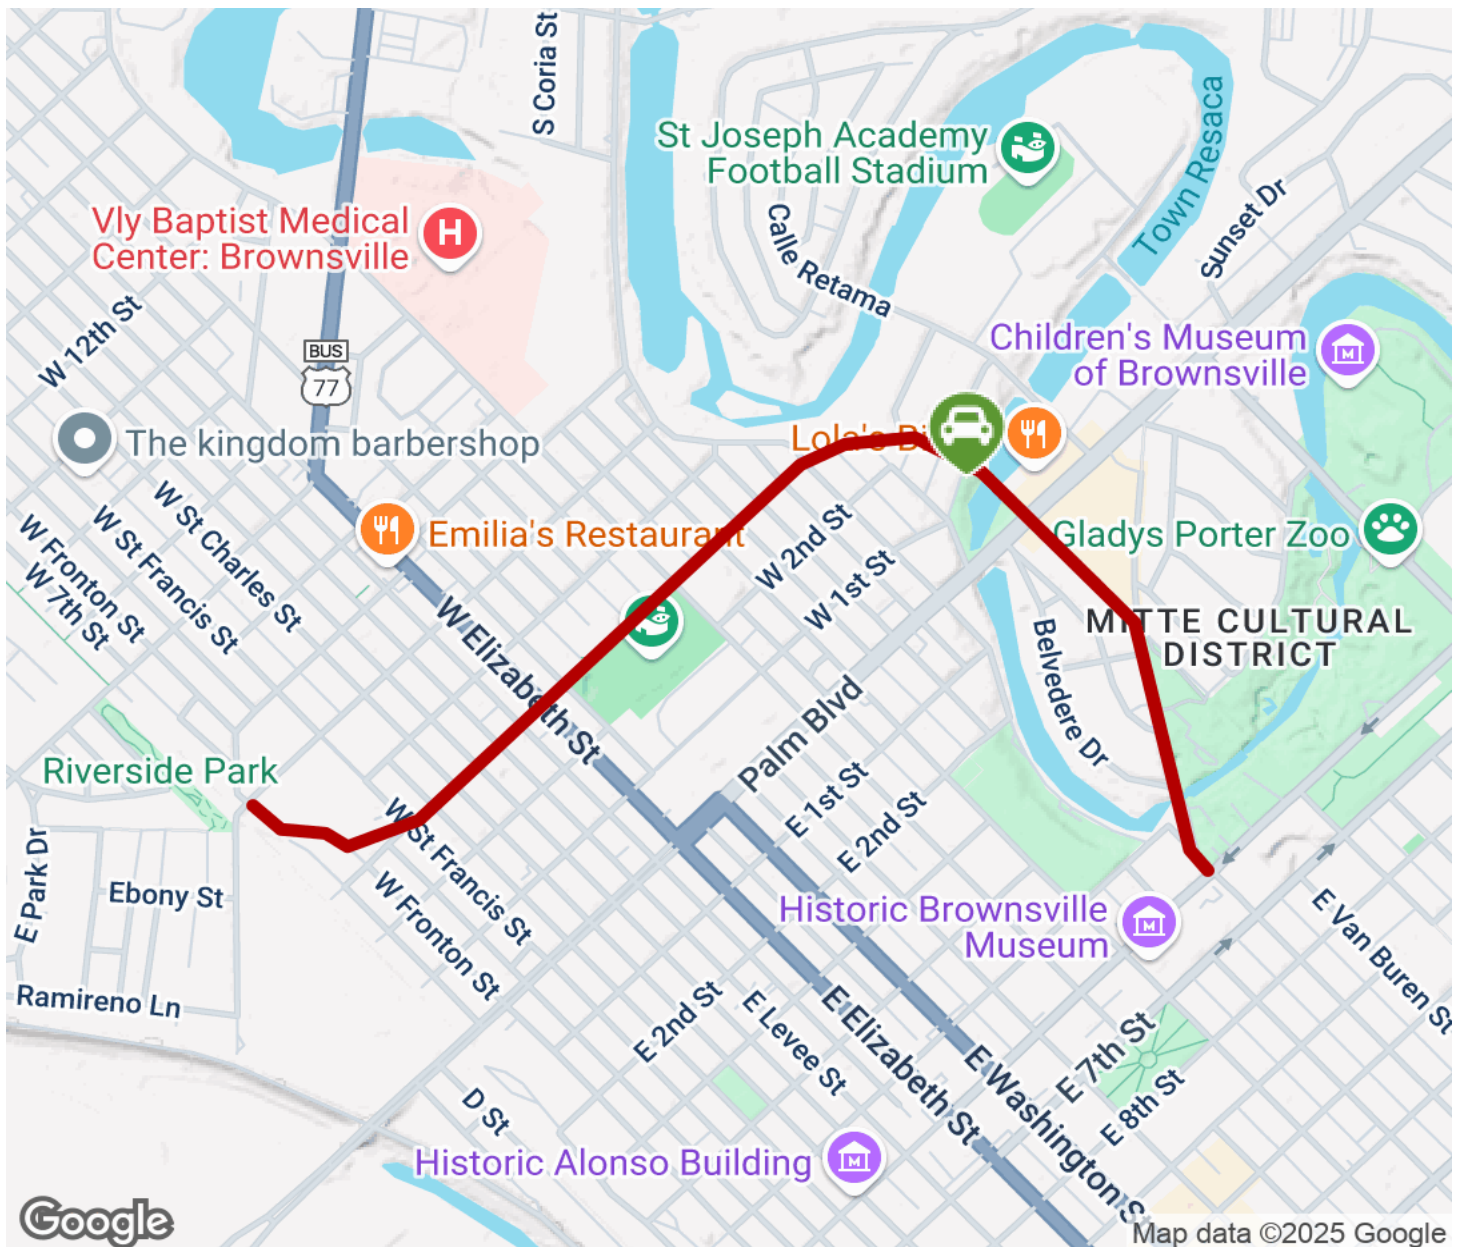 S Coria St
St Joseph Academy
Football Stadium
Town Resaca
Sunset Dr
Vly Baptist Medical
Center: Brownsville
H
Calle Retama
W 12th St
BUS
77
Children's Museum
of Brownsville
M
The kingdom barbershop
Lola's Bi
Emilia's Restaurant
Gladys Porter Zoo
W St Charles St
W St Francis St
W Fronton St
W 7th St
W 2nd St
W 1st St
W Elizabeth St
MITTE CULTURAL
DISTRICT
Belvedere Dr
Palm Blvd
Riverside Park
E 1st St
E 2nd St
W St Francis St
W Fronton St
E Park Dr
Ebony St
Ramireno Ln
Historic Brownsville
Museum
M
E Van Buren St
E 2nd St
E Levee St
E Elizabeth St
E Washington St
E 7th St
E 8th St
D St
Historic Alonso Building
M
Google
Map data ©2025 Google